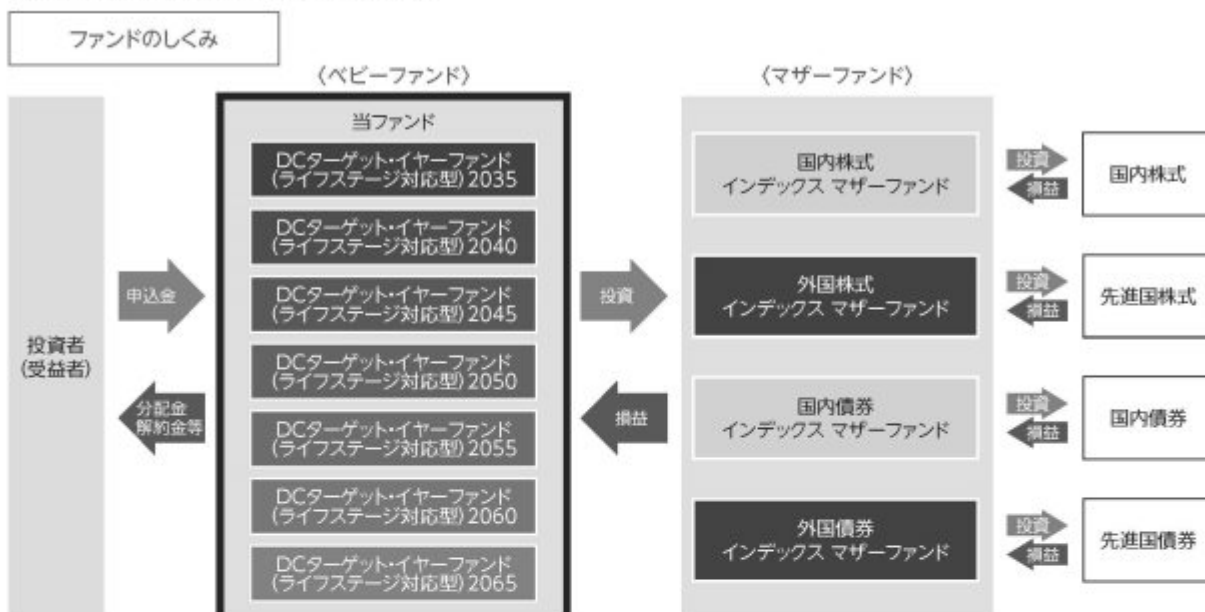 ファンドのしくみ
〈ベビーファンド〉
〈マザーファンド〉
投資者
(受益者)
申込金
分配金
解約金等
当ファンド
DCターゲット・イヤーファンド
(ライフステージ対応型)2035
DCターゲット・イヤーファンド
(ライフステージ対応型)2040
DCターゲット・イヤーファンド
(ライフステージ対応型)2045
DCターゲット・イヤーファンド
(ライフステージ対応型)2050
DCターゲット・イヤーファンド
(ライフステージ対応型)2055
DCターゲット・イヤーファンド
(ライフステージ対応型)2060
DCターゲット・イヤーファンド
(ライフステージ対応型)2065
投資
損益
国内株式
インデックス マザーファンド
投資
損益
国内株式
外国株式
インデックス マザーファンド
投資
損益
先進国株式
国内債券
インデックス マザーファンド
投資
損益
国内債券
外国債券
インデックス マザーファンド
投資
損益
先進国債券